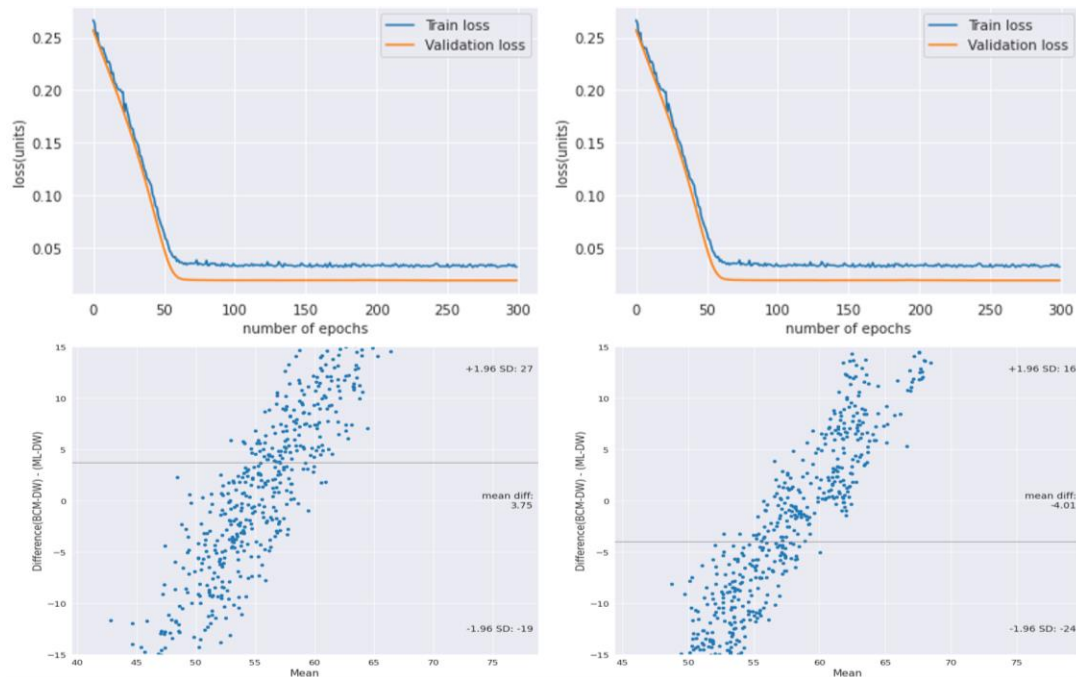 Train loss
Validation loss
0.25
0.20
0.15
0.10
0.05
loss(units)
0 50 100 150 200 250 300
number of epochs
Train loss
Validation loss
0.25
0.20
0.15
0.10
0.05
loss(units)
0 50 100 150 200 250 300
number of epochs
15
10
5
0
−5
−10
−15
Difference(BCM-DW) - (ML-DW)
+1.96 SD: 27
mean diff:
3.75
-1.96 SD: -19
40 45 50 55 60 65 70 75
Mean
15
10
5
0
−5
−10
−15
Difference(BCM-DW) - (ML-DW)
+1.96 SD: 16
mean diff:
-4.01
-1.96 SD: -24
45 50 55 60 65 70 75
Mean